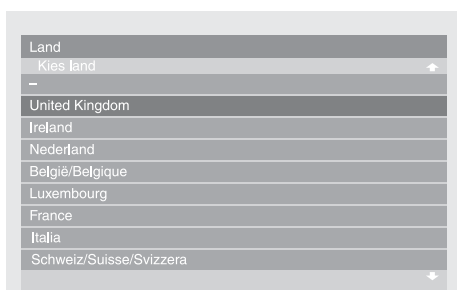 Land
Kies land
–
United Kingdom
Ireland
Nederland
België/Belgique
Luxembourg
France
Italia
Schweiz/Suisse/Svizzera